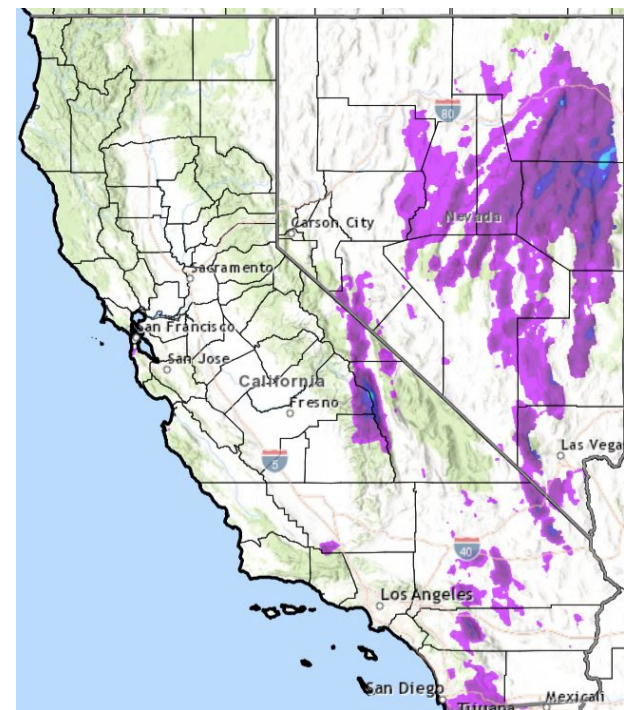 80
Nevada
Carson City
Sacramento
San Francisco
San Jose
California
Fresno
5
Las Vega
40
Los Angeles
San Diego
Mexicali
Tijuana